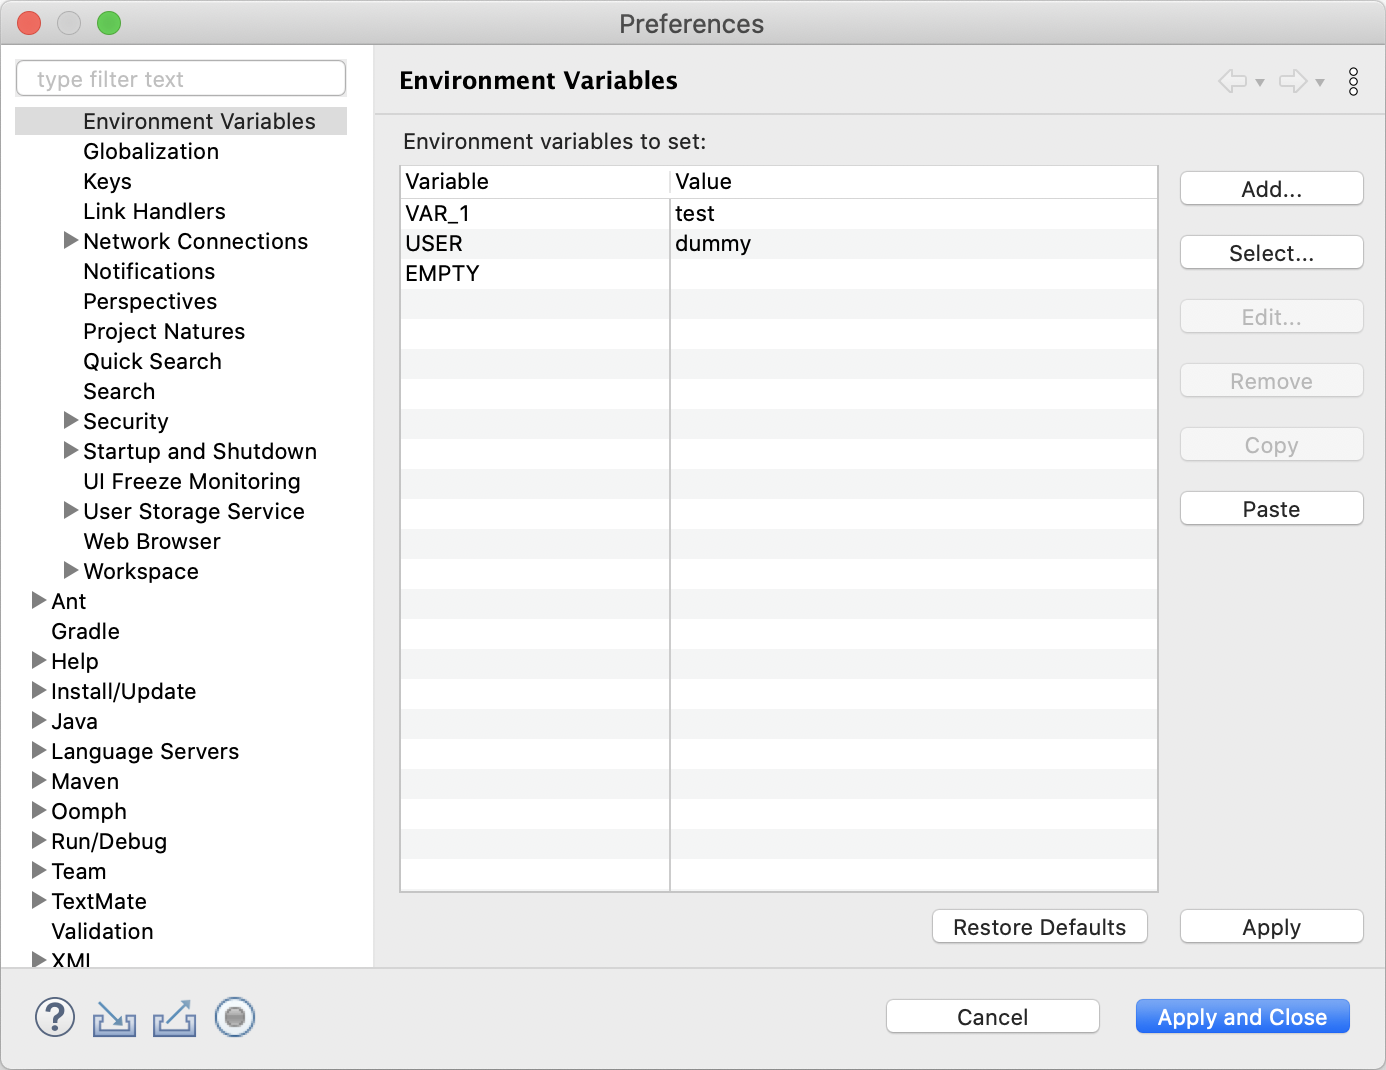 Preferences
type filter text
Environment Variables
Globalization
Keys
Link Handlers
Network Connections
Notifications
Perspectives
Project Natures
Quick Search
Search
Security
Startup and Shutdown
UI Freeze Monitoring
User Storage Service
Web Browser
Workspace
Ant
Gradle
Help
Install/Update
Java
Language Servers
Maven
Oomph
Run/Debug
Team
TextMate
Validation
XML
Environment Variables
Environment variables to set:
Variable Value
VAR_1 test
USER dummy
EMPTY
Add...
Select...
Edit...
Remove
Copy
Paste
Restore Defaults Apply
? Cancel Apply and Close